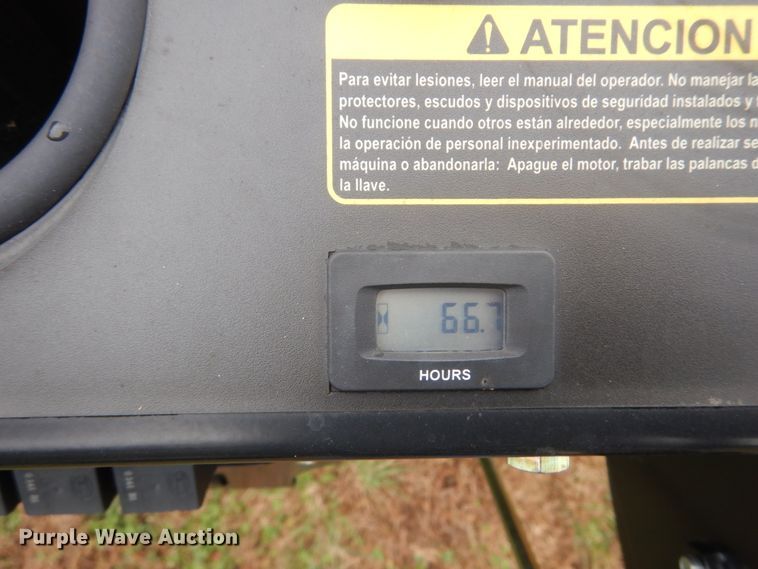 ATENCION
Para evitar lesiones, leer el manual del operador. No manejar
protectores, escudos y dispositivos de seguridad instalados y
No funcione cuando otros están alrededor, especialmente los
la operación de personal inexperimentado. Antes de realizar
máquina o abandonarla: Apague el motor, trabar las palancas
la llave.
66.7
HOURS
Purple Wave Auction